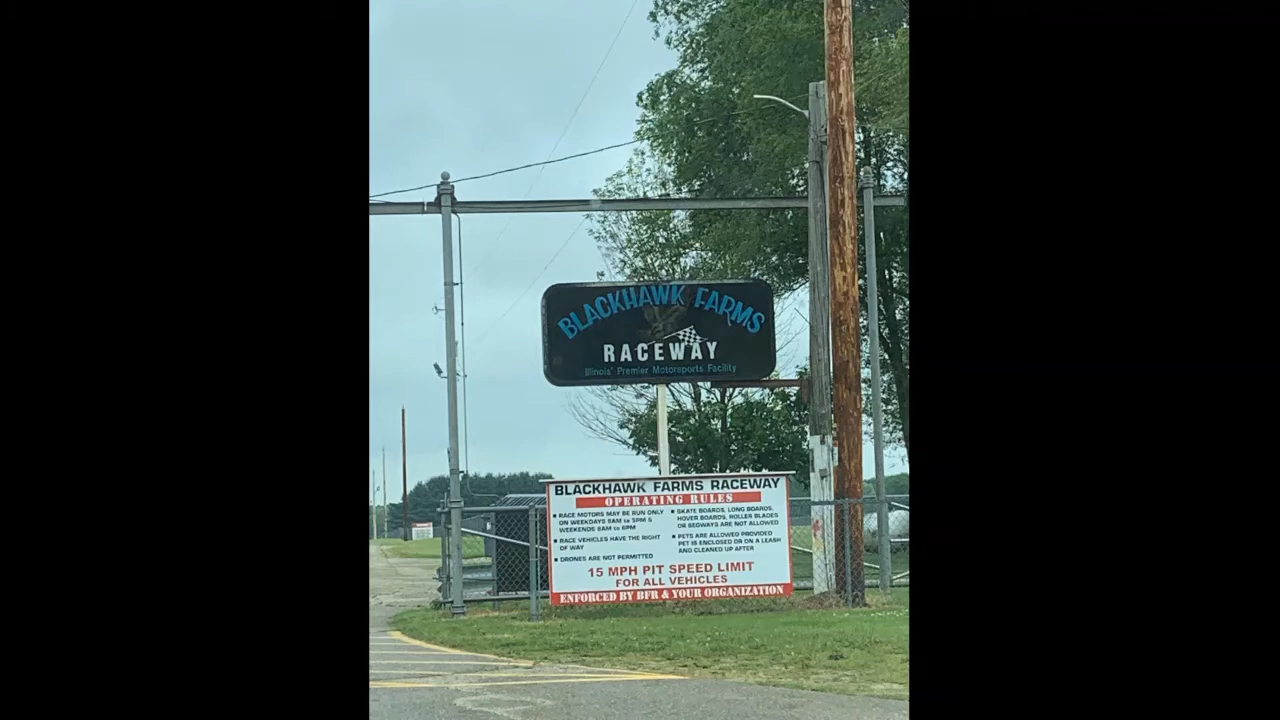 BLACKHAWK FARMS
RACEWAY
Illinois' Premier Motorsports Facility
BLACKHAWK FARMS RACEWAY
OPERATING RULES
RACE MOTORS MAY BE RUN ONLY
ON WEEKDAYS 9AM to 5PM &
WEEKENDS 8AM to 6PM
RACE VEHICLES HAVE THE RIGHT
OF WAY
DRONES ARE NOT PERMITTED
SKATE BOARDS, LONG BOARDS,
HOVER BOARDS, ROLLER BLADES
OR SEGWAYS ARE NOT ALLOWED
PETS ARE ALLOWED PROVIDED
PET IS ENCLOSED OR ON A LEASH
AND CLEANED UP AFTER
15 MPH PIT SPEED LIMIT
FOR ALL VEHICLES
ENFORCED BY BFR & YOUR ORGANIZATION